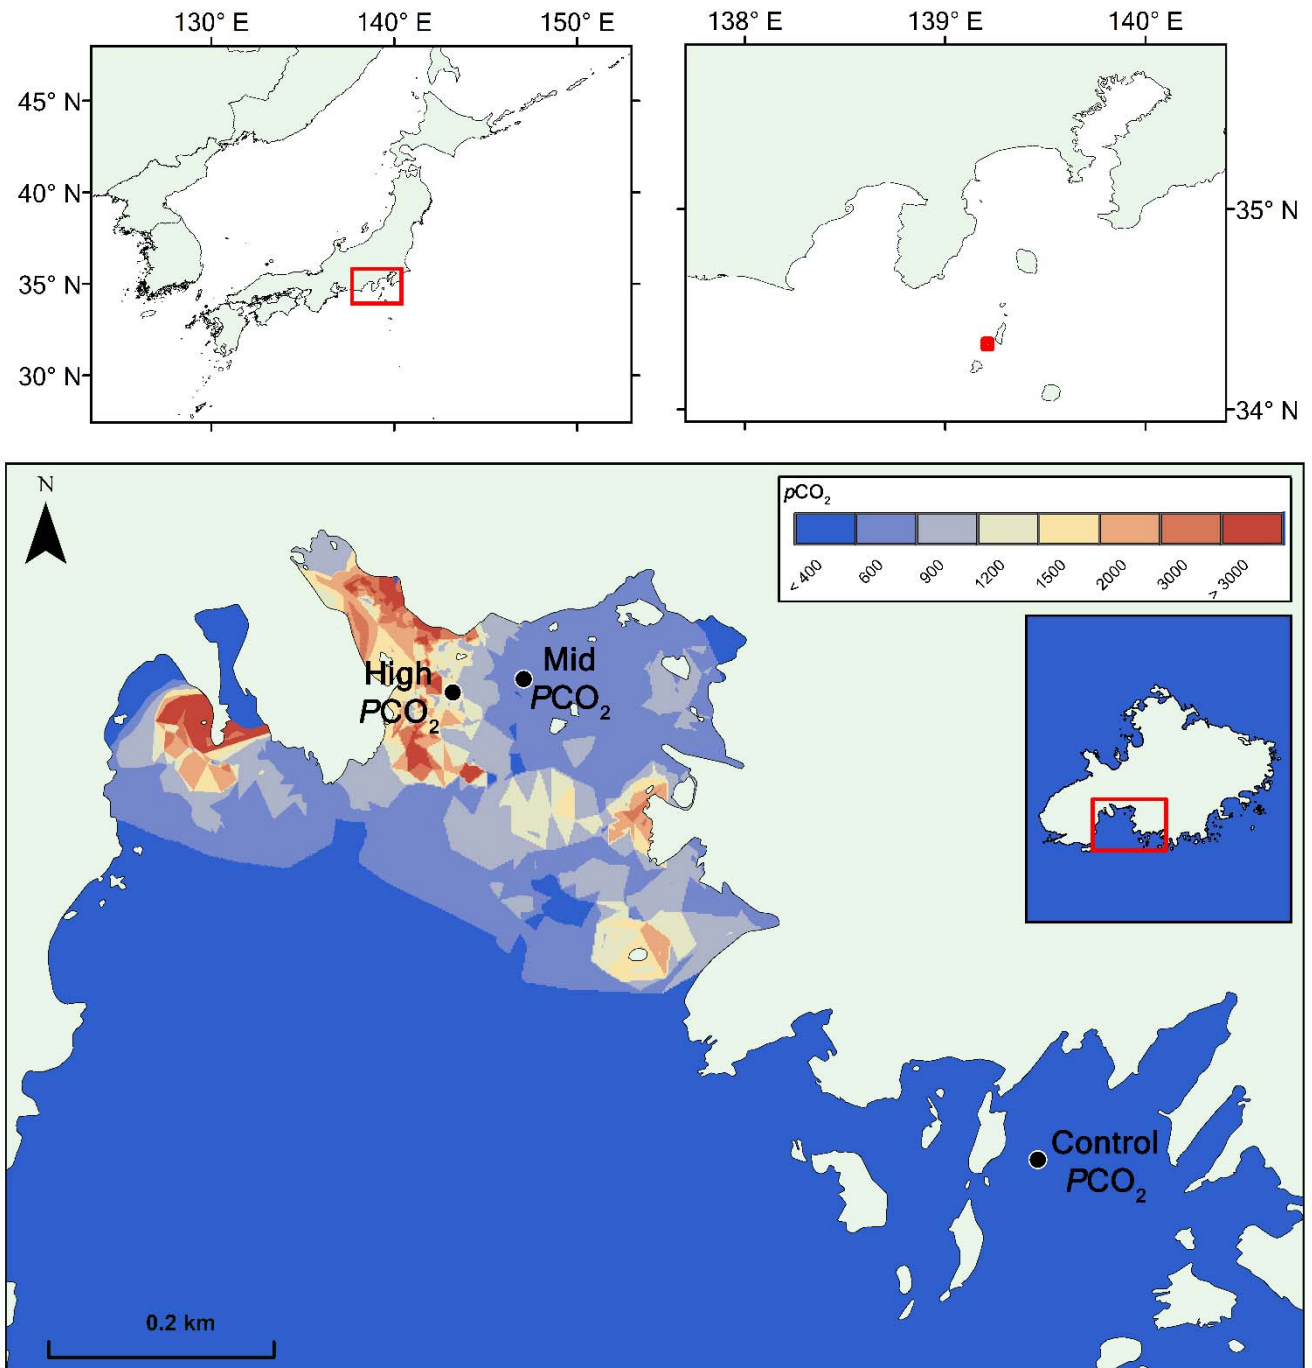 130° E 140° E 150° E
138° E 139° E 140° E
45° N
40° N
35° N
30° N
35° N
34° N
N
pCO₂
< 400 600 900 1200 1500 2000 3000 > 3000
High
PCO₂
Mid
PCO₂
Control
PCO₂
0.2 km